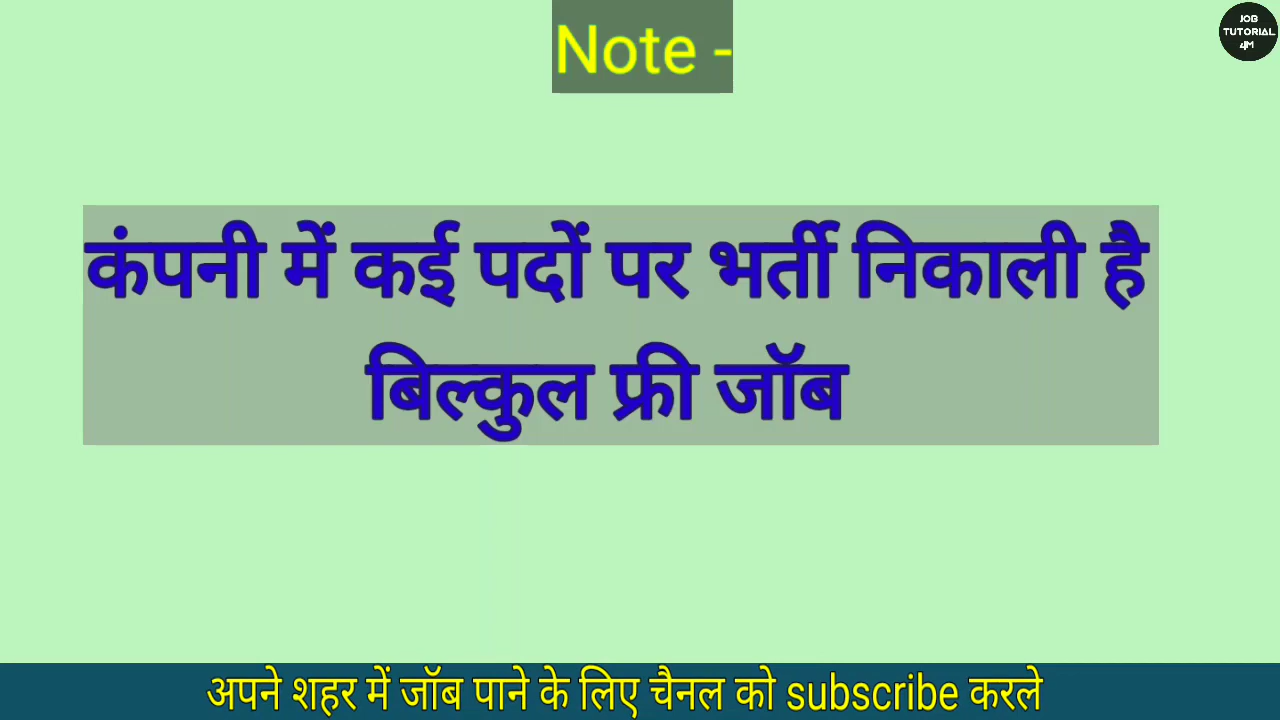 Note -
JOB
TUTORIAL
4M
कंपनी में कई पदों पर भर्ती निकाली है
बिल्कुल फ्री जॉब
अपने शहर में जॉब पाने के लिए चैनल को subscribe करले